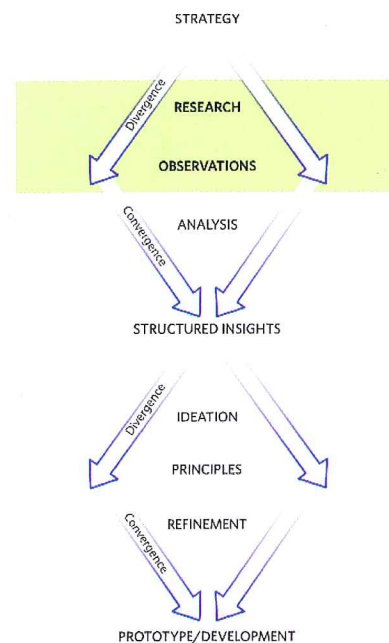 STRATEGY
Divergence
RESEARCH
OBSERVATIONS
Convergence
ANALYSIS
STRUCTURED INSIGHTS
Divergence
IDEATION
PRINCIPLES
Convergence
REFINEMENT
PROTOTYPE/DEVELOPMENT